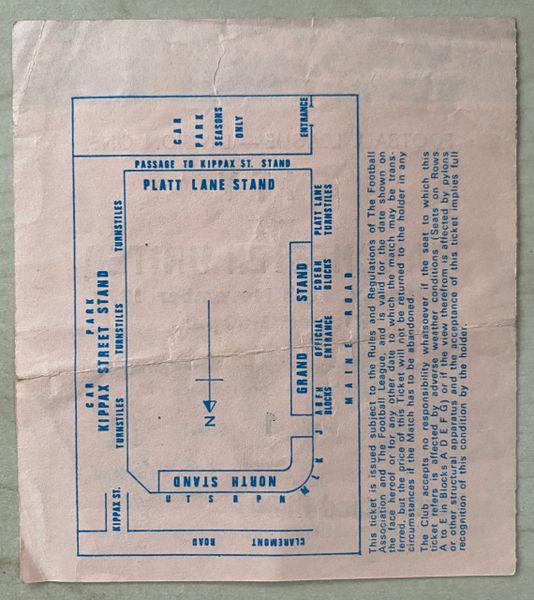 CAR
PARK
SEASONS
ONLY
ENTRANCE
PASSAGE TO KIPPAX ST. STAND
PLATT LANE STAND
CAR PARK
KIPPAX STREET STAND
TURNSTILES
TURNSTILES
TURNSTILES
PLATT LANE
TURNSTILES
GRAND STAND
CDEGH
BLOCKS
OFFICIAL
ENTRANCE
BLOCKS
MAINE ROAD
N
NORTH STAND
U T S R P N M L K J
KIPPAX ST.
CLAREMONT
ROAD
This ticket is issued subject to the Rules and Regulations of The Football
Association and The Football League, and is valid for the date shown on
the face hereof or for any other date to which the match may be trans-
ferred, but the price of this Ticket will not be returned to the holder in any
circumstances if the Match has to be abandoned.
The Club accepts no responsibility whatsoever if the seat to which this
ticket refers is affected by adverse weather conditions (Seats on Rows
A to E in Blocks A D E F G) or if the view therefrom is affected by pylons
or other structural apparatus and the acceptance of this ticket implies full
recognition of this condition by the holder.